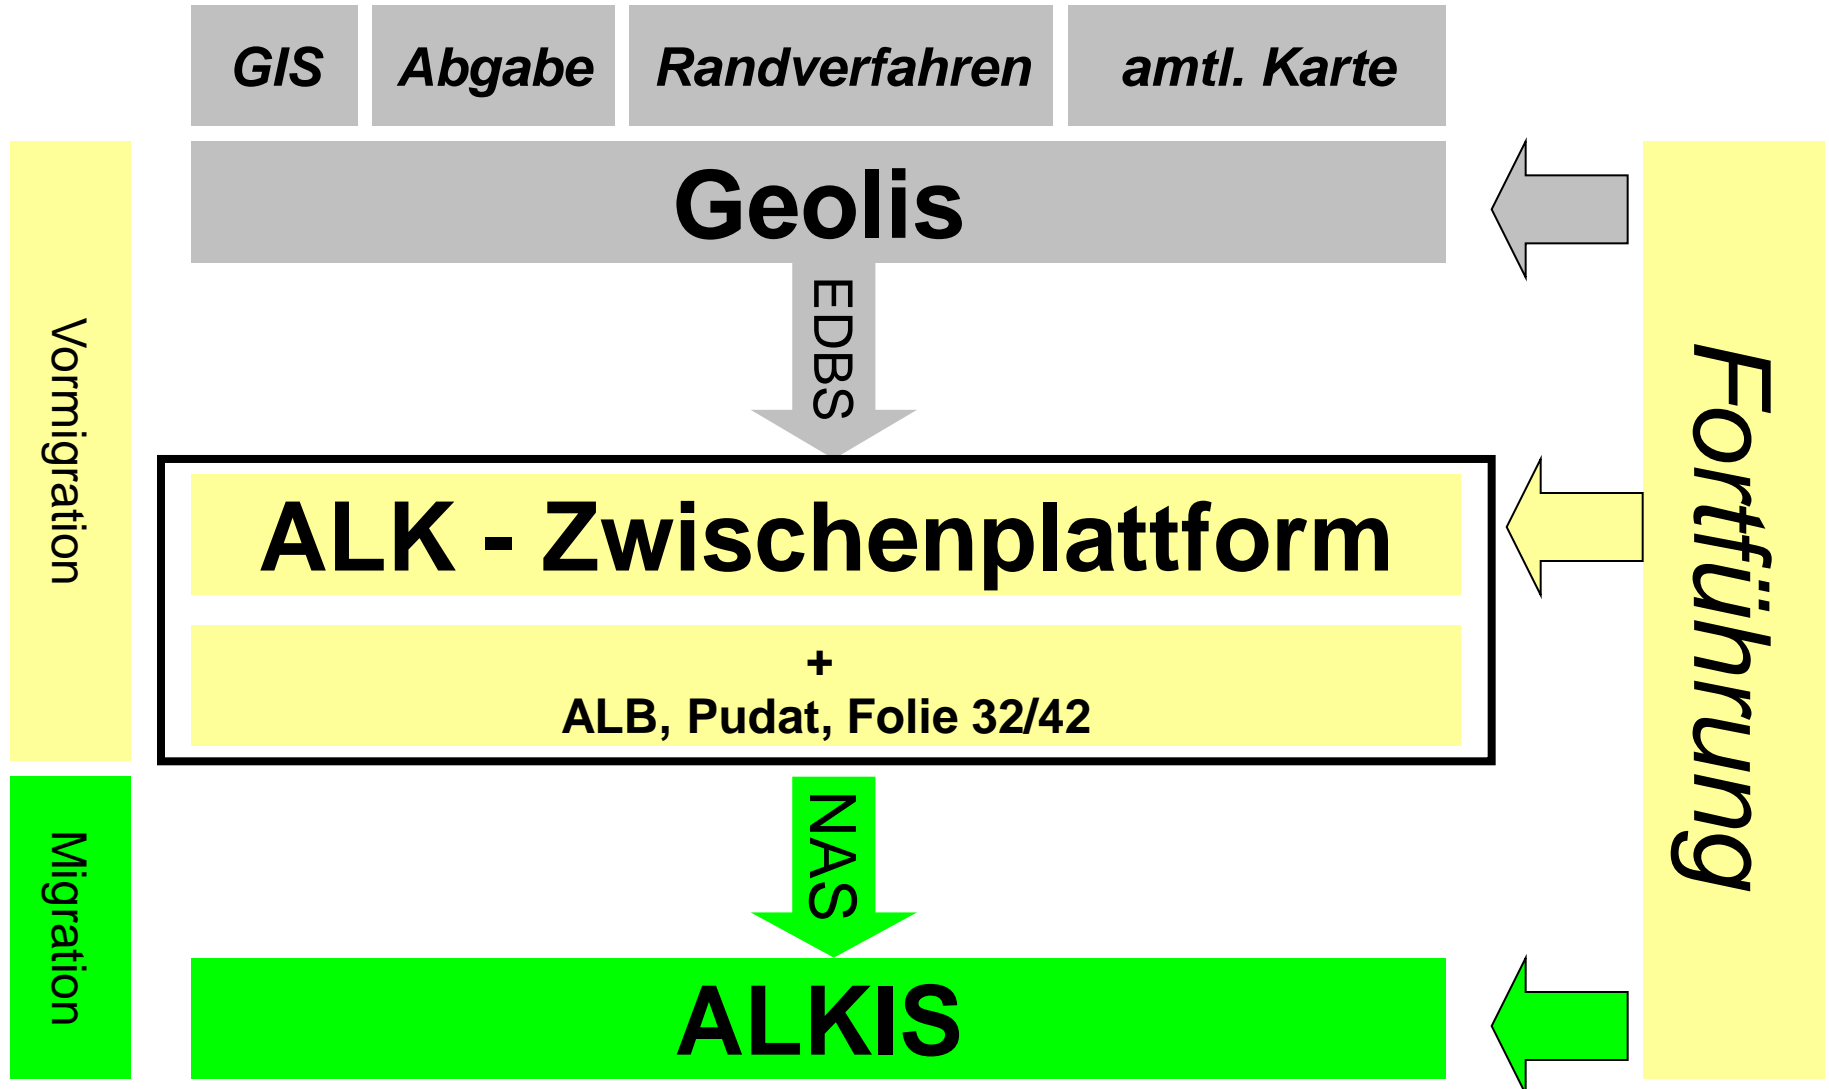 GIS
Abgabe
Randverfahren
amtl. Karte
Geolis
EDBS
Vormigration
ALK - Zwischenplattform
+
ALB, Pudat, Folie 32/42
Fortführung
NAS
Migration
ALKIS